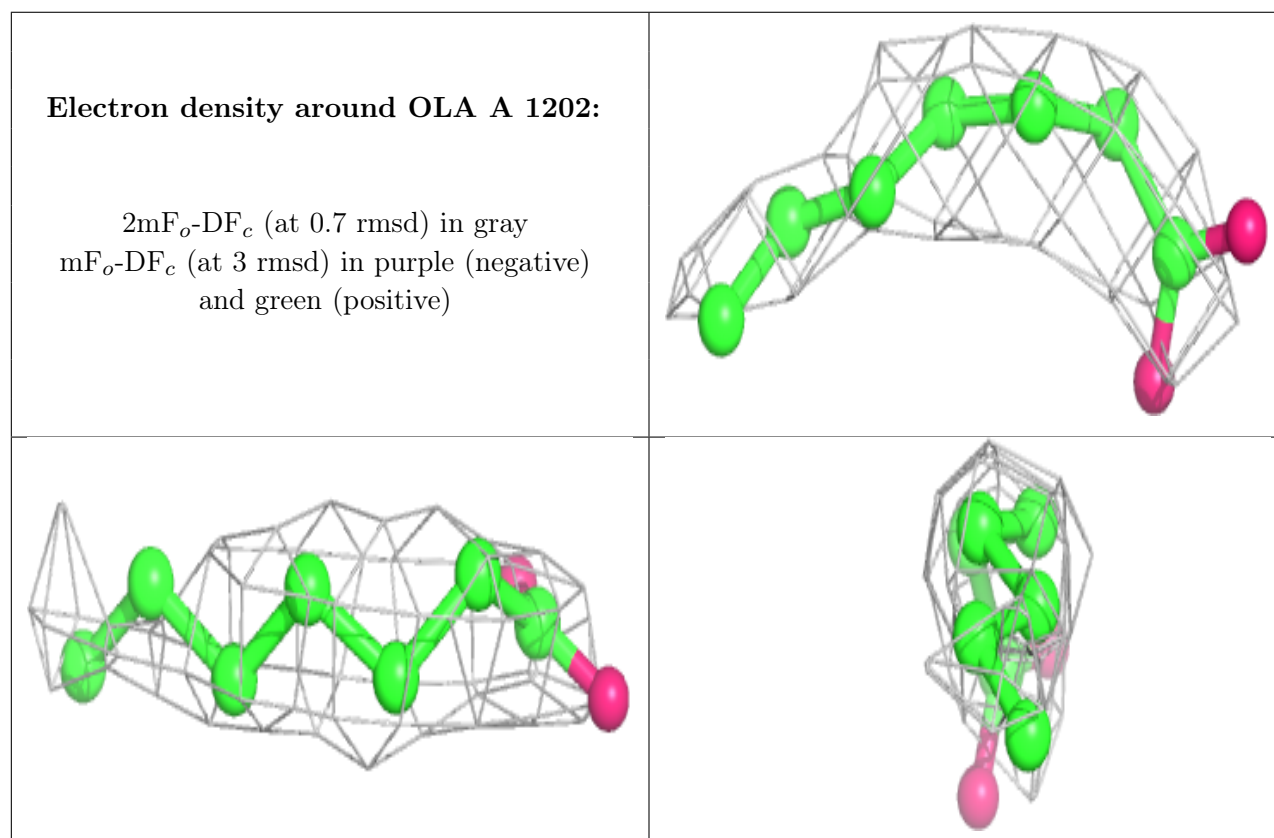 Electron density around OLA A 1202:
2mFo-DFc (at 0.7 rmsd) in gray
mFo-DFc (at 3 rmsd) in purple (negative)
and green (positive)